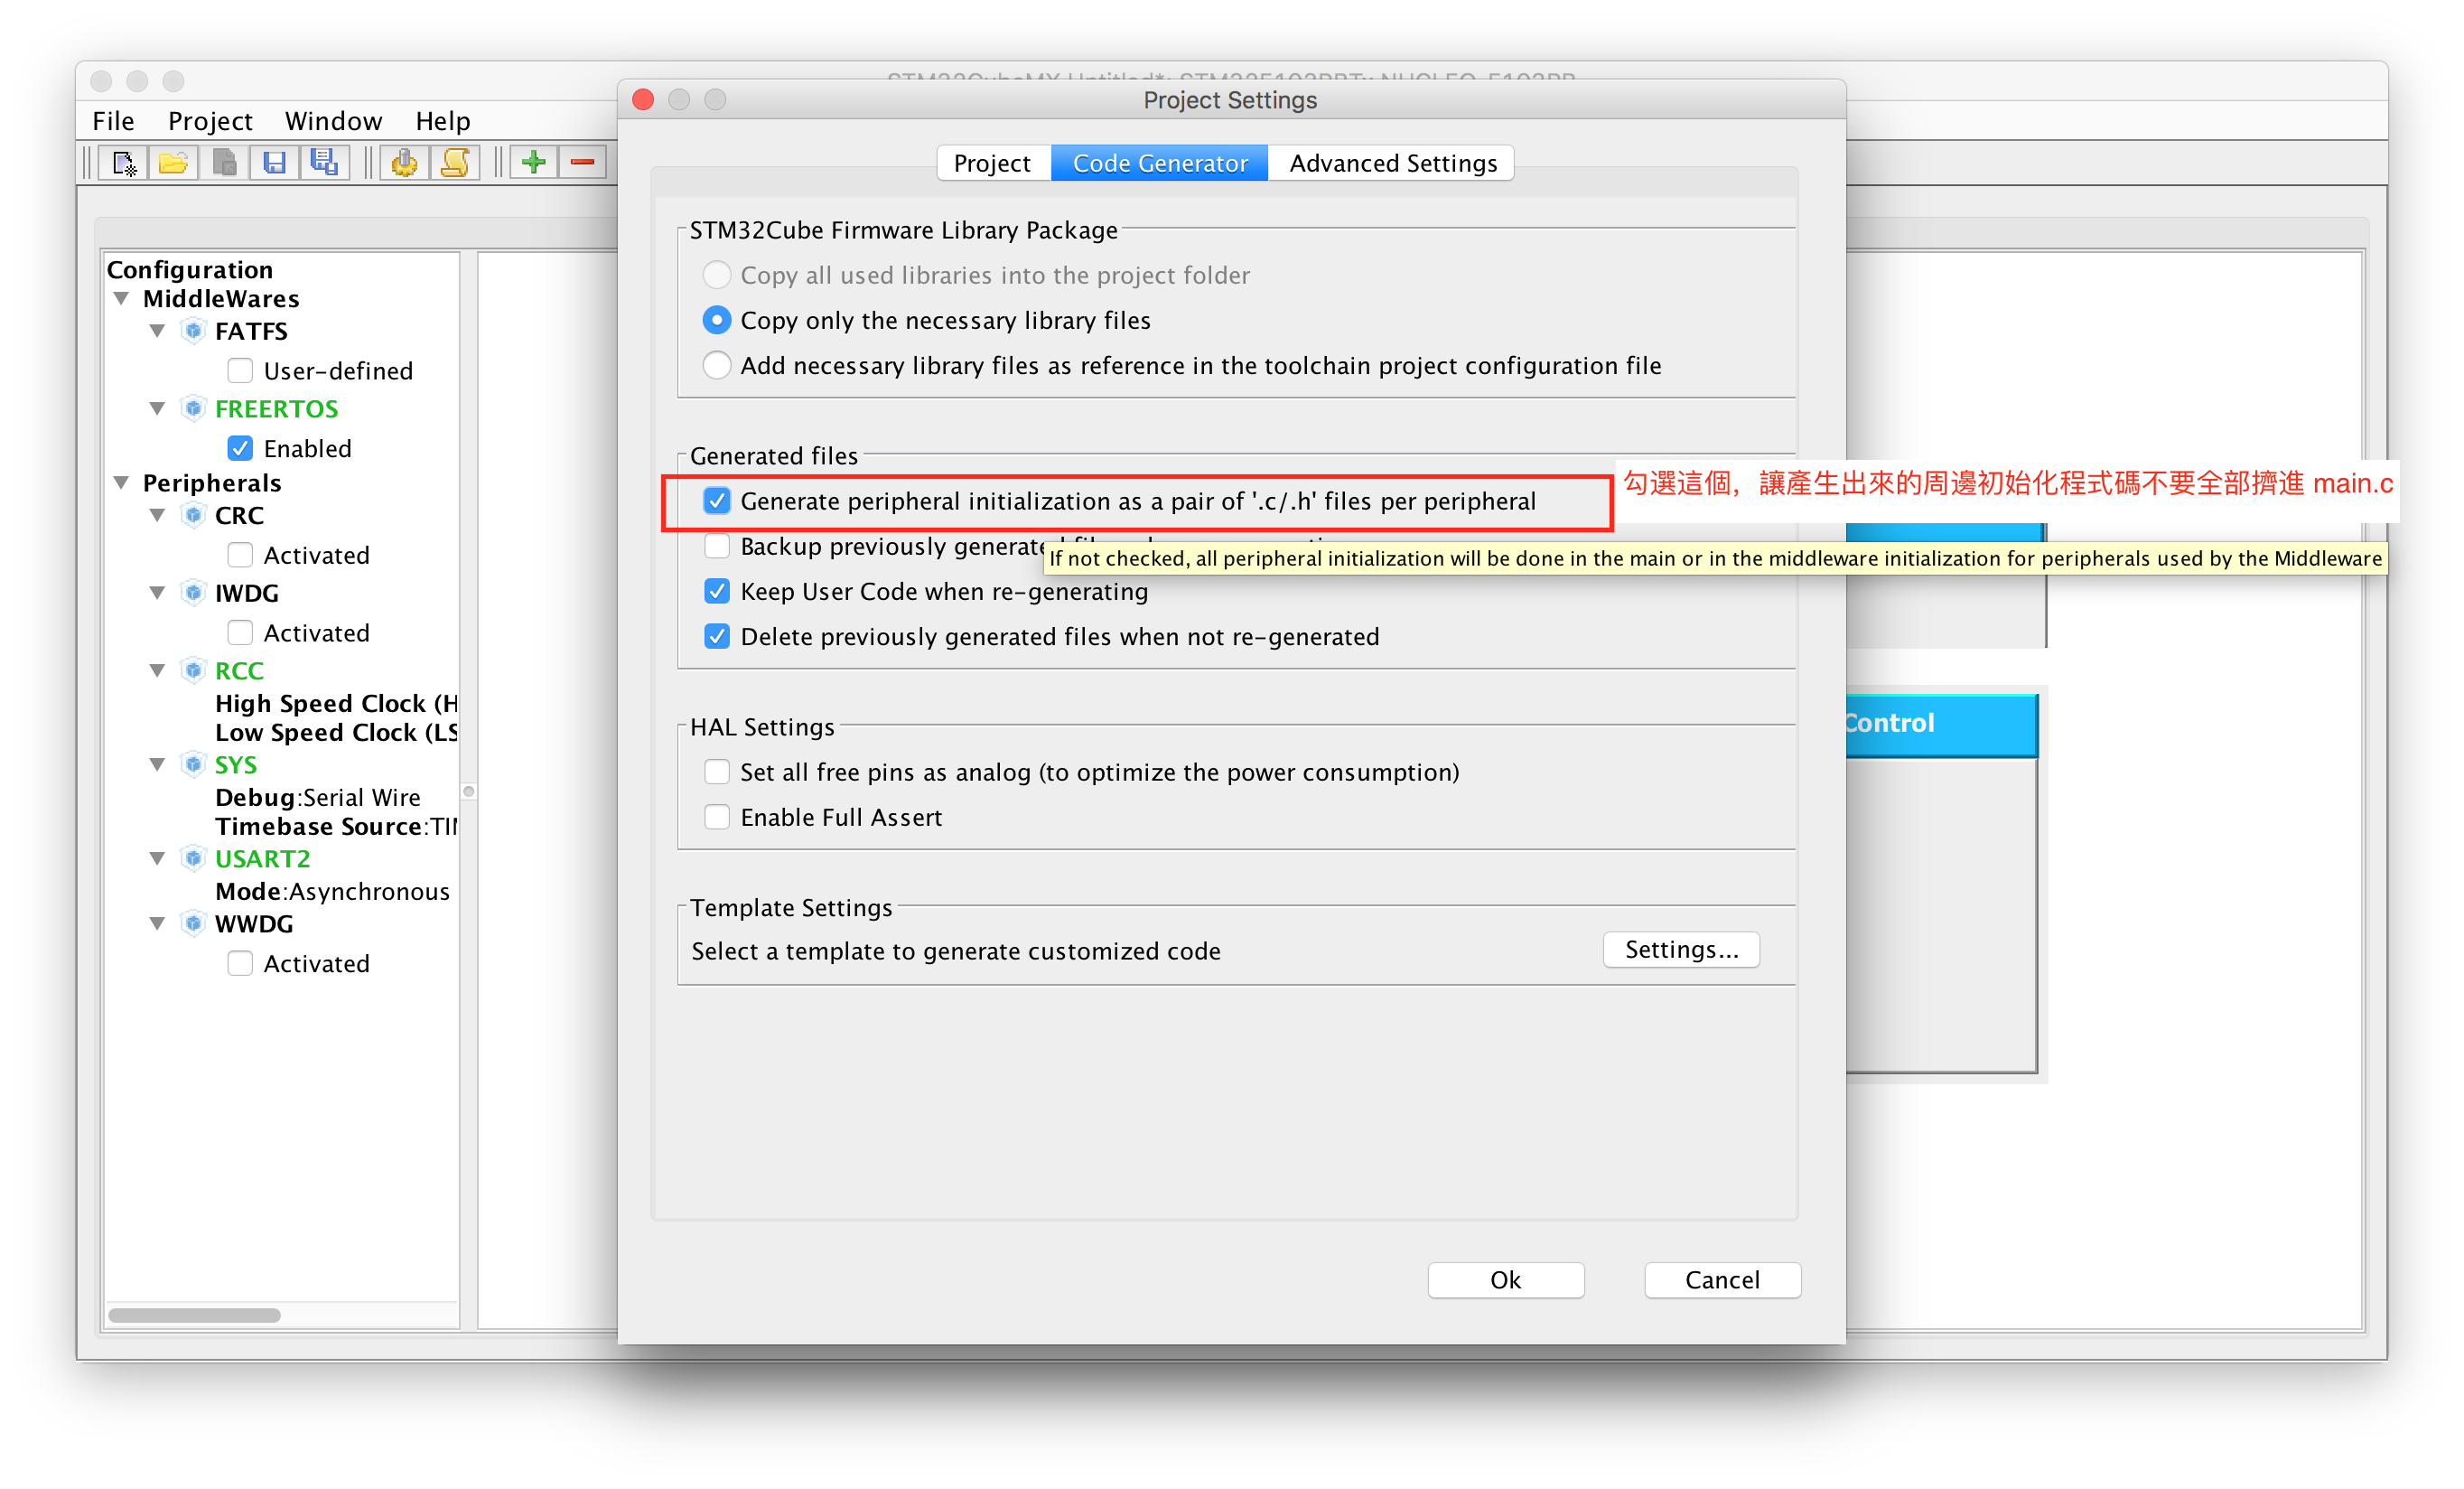 STM32CubeMX Untitled*: STM32F103RBTx NUCLEO-F103RB
Project Settings
File Project Window Help
Project Code Generator Advanced Settings
Configuration
MiddleWares
FATFS
User-defined
FREERTOS
Enabled
Peripherals
CRC
Activated
IWDG
Activated
RCC
High Speed Clock (H
Low Speed Clock (LS
SYS
Debug:Serial Wire
Timebase Source:TIM
USART2
Mode:Asynchronous
WWDG
Activated
STM32Cube Firmware Library Package
Copy all used libraries into the project folder
Copy only the necessary library files
Add necessary library files as reference in the toolchain project configuration file
Generated files
Generate peripheral initialization as a pair of '.c/.h' files per peripheral
勾選這個，讓產生出來的周邊初始化程式碼不要全部擠進 main.c
Backup previously
If not checked, all peripheral initialization will be done in the main or in the middleware initialization for peripherals used by the Middleware
Keep User Code when re-generating
Delete previously generated files when not re-generated
HAL Settings
Set all free pins as analog (to optimize the power consumption)
Enable Full Assert
Control
Template Settings
Select a template to generate customized code
Settings...
Ok Cancel